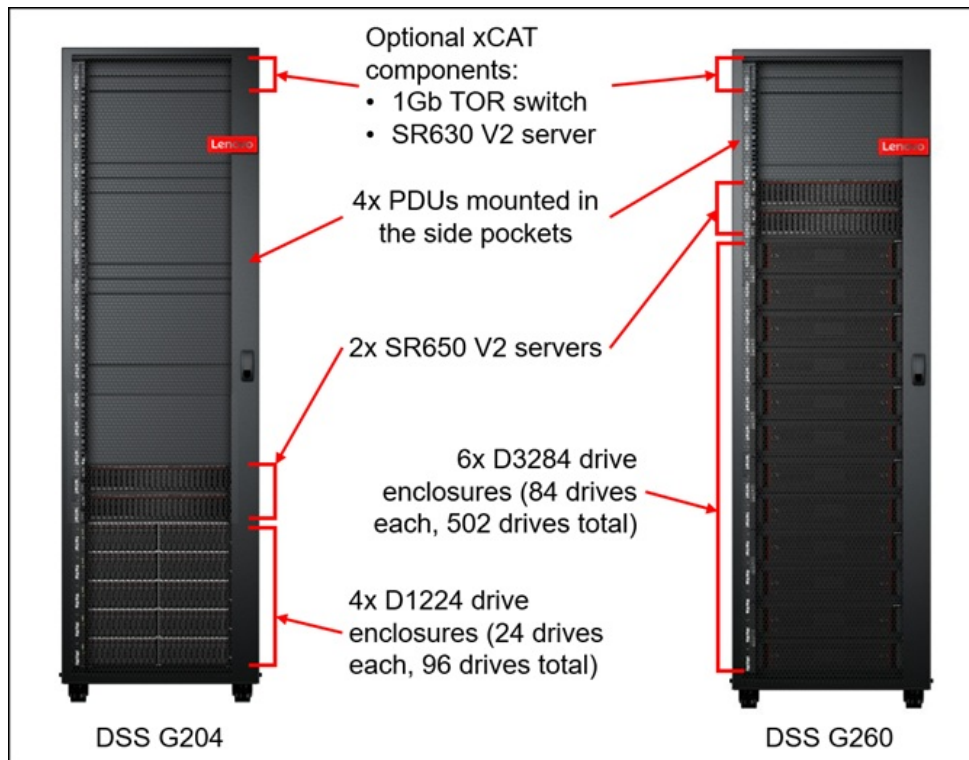 Optional xCAT
components:
• 1Gb TOR switch
• SR630 V2 server
Lenovo
Lenovo
4x PDUs mounted in
the side pockets
2x SR650 V2 servers
6x D3284 drive
enclosures (84 drives
each, 502 drives total)
4x D1224 drive
enclosures (24 drives
each, 96 drives total)
DSS G204
DSS G260